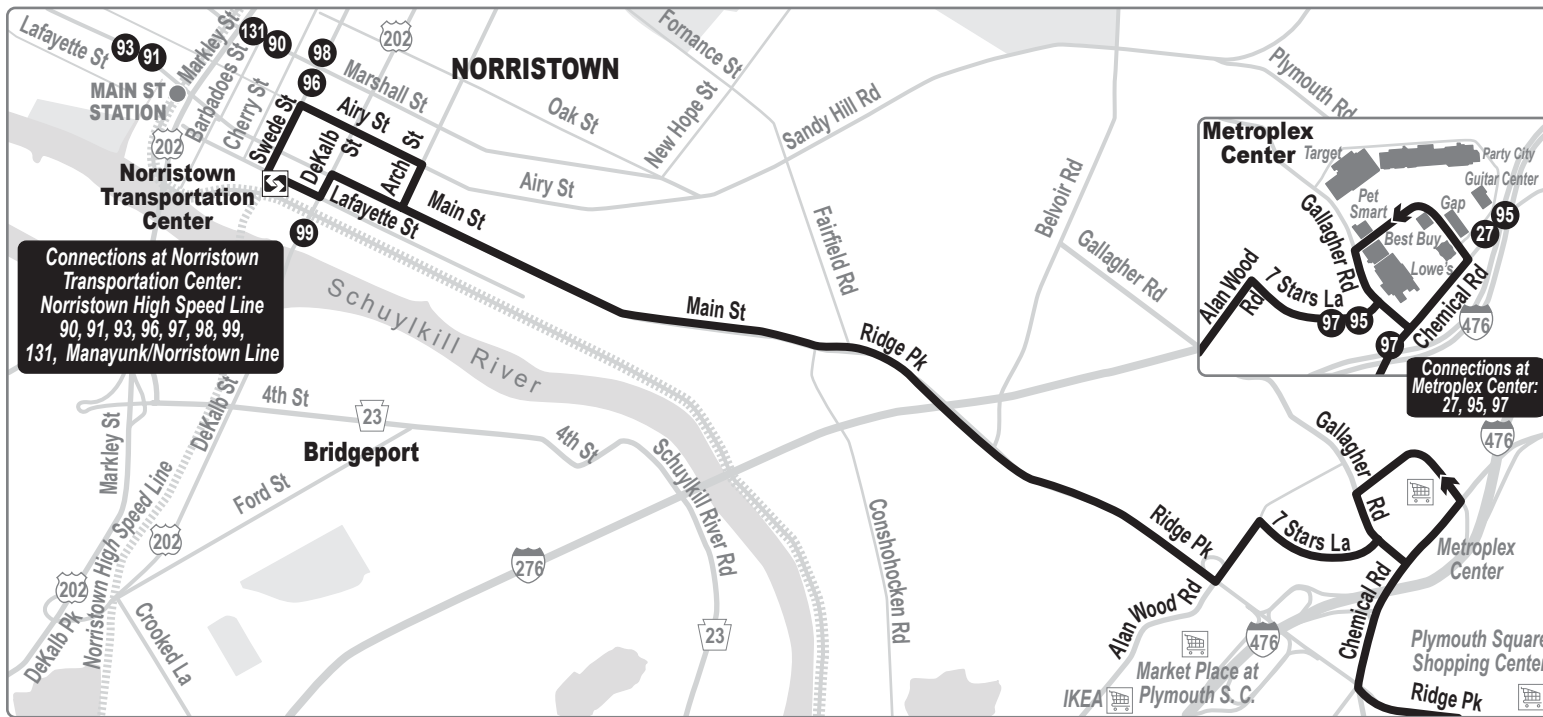 Lafayette St
93
91
Markley St
131
90
98
96
202
NORRISTOWN
Fornance St
MAIN ST
STATION
Barbadoes St
Cherry St
Swede St
Airy St
Marshall St
Oak St
New Hope St
Sandy Hill Rd
Plymouth Rd
202
Norristown
Transportation
Center
DeKalb
St
Arch St
Lafayette St
Main St
Airy St
99
Connections at Norristown
Transportation Center:
Norristown High Speed Line
90, 91, 93, 96, 97, 98, 99,
131, Manayunk/Norristown Line
Schuylkill River
Main St
Fairfield Rd
Ridge Pk
Belvoir Rd
Gallagher Rd
Metroplex
Center
Target
Party City
Guitar Center
Pet
Smart
Gap
95
27
Best Buy
Lowe's
Gallagher Rd
Alan Wood
Rd
7 Stars La
97
95
97
Chemical Rd
476
Connections at
Metroplex Center:
27, 95, 97
Markley St
DeKalb St
4th St
23
4th St
Bridgeport
Ford St
Schuylkill River Rd
202
276
Norristown High Speed Line
202
DeKalb Pk
Crooked La
23
Conshohocken Rd
Ridge Pk
7 Stars La
Gallagher
Rd
476
Metroplex
Center
Alan Wood Rd
Chemical Rd
476
Market Place at
Plymouth S. C.
IKEA
Plymouth Square
Shopping Center
Ridge Pk